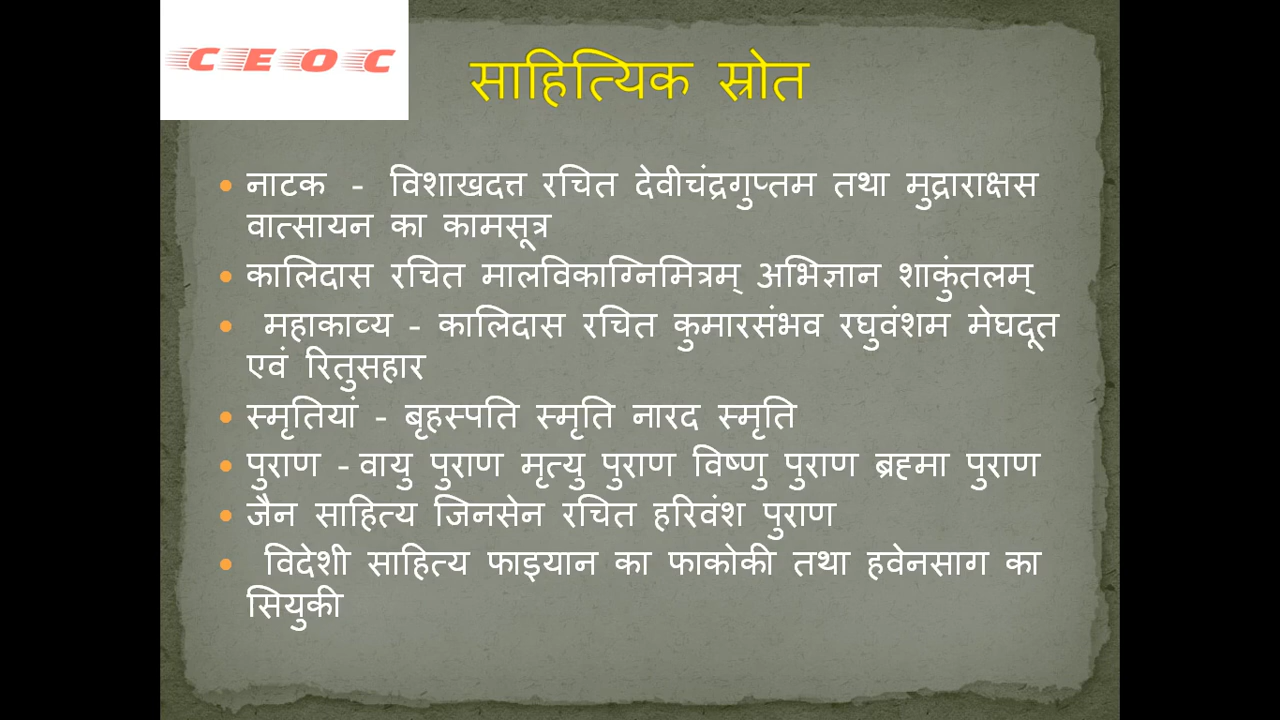 CEOC
साहित्यिक स्रोत
नाटक - विशाखदत्त रचित देवीचंद्रगुप्तम तथा मुद्राराक्षस
वात्सायन का कामसूत्र
कालिदास रचित मालविकाग्निमित्रम् अभिज्ञान शाकुंतलम्
महाकाव्य - कालिदास रचित कुमारसंभव रघुवंशम मेघदूत
एवं रितुसहार
स्मृतियां - बृहस्पति स्मृति नारद स्मृति
पुराण - वायु पुराण मृत्यु पुराण विष्णु पुराण ब्रह्मा पुराण
जैन साहित्य जिनसेन रचित हरिवंश पुराण
विदेशी साहित्य फाइयान का फाकोकी तथा हवेनसाग का
सियुकी